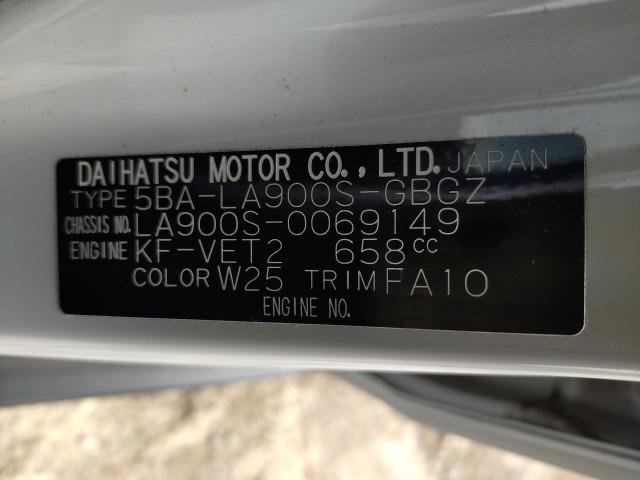 DAIHATSU MOTOR CO., LTD. JAPAN
TYPE 5BA-LA900S-GBGZ
CHASSIS NO. LA900S-0069149
ENGINE KF-VET2 658CC
COLOR W25 TRIM FA10
ENGINE NO.